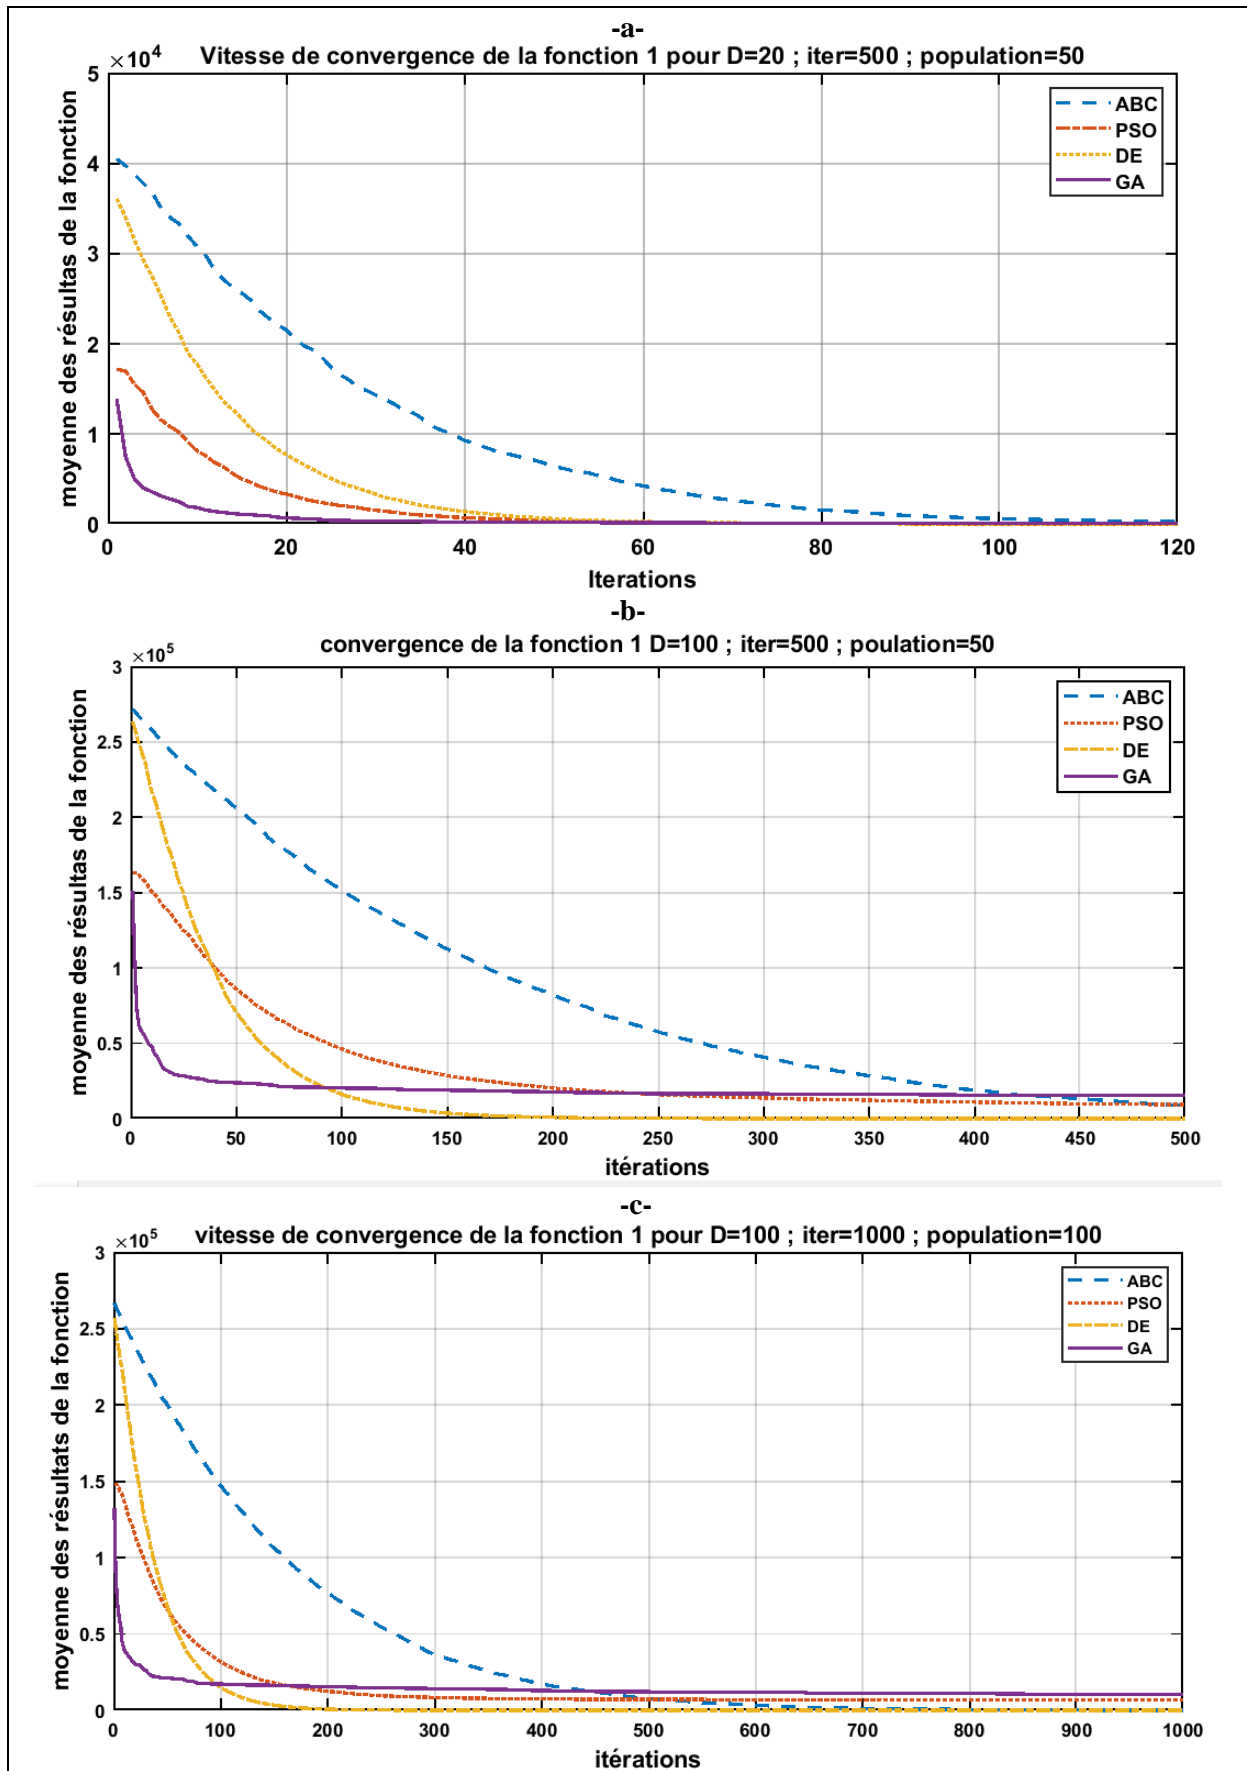 -a-
Vitesse de convergence de la fonction 1 pour D=20 ; iter=500 ; population=50
×10^4
5
4
3
2
1
0
moyenne des résultas de la fonction
ABC
PSO
DE
GA
0 20 40 60 80 100 120
Iterations
-b-
convergence de la fonction 1 D=100 ; iter=500 ; poulation=50
×10^5
3
2.5
2
1.5
1
0.5
0
moyenne des résultas de la fonction
ABC
PSO
DE
GA
0 50 100 150 200 250 300 350 400 450 500
itérations
-c-
vitesse de convergence de la fonction 1 pour D=100 ; iter=1000 ; population=100
×10^5
3
2.5
2
1.5
1
0.5
0
moyenne des résultats de la fonction
ABC
PSO
DE
GA
0 100 200 300 400 500 600 700 800 900 1000
itérations